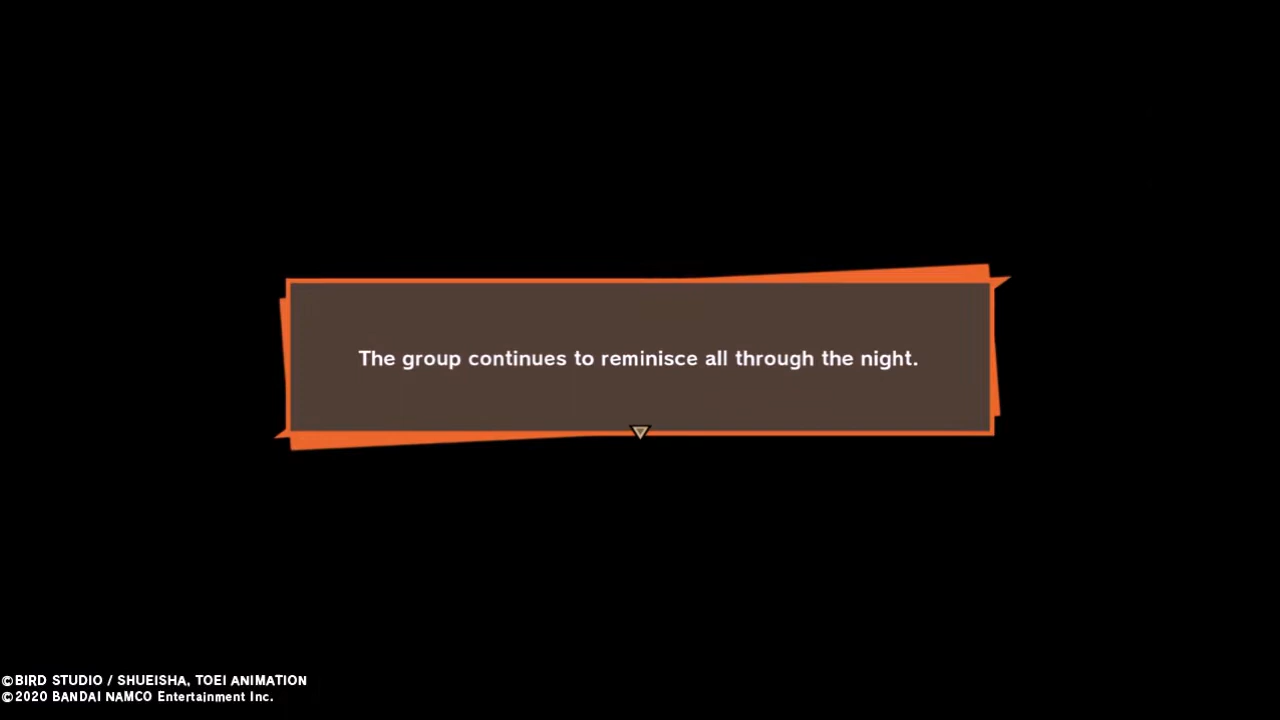 The group continues to reminisce all through the night.
©BIRD STUDIO / SHUEISHA, TOEI ANIMATION
©2020 BANDAI NAMCO Entertainment Inc.